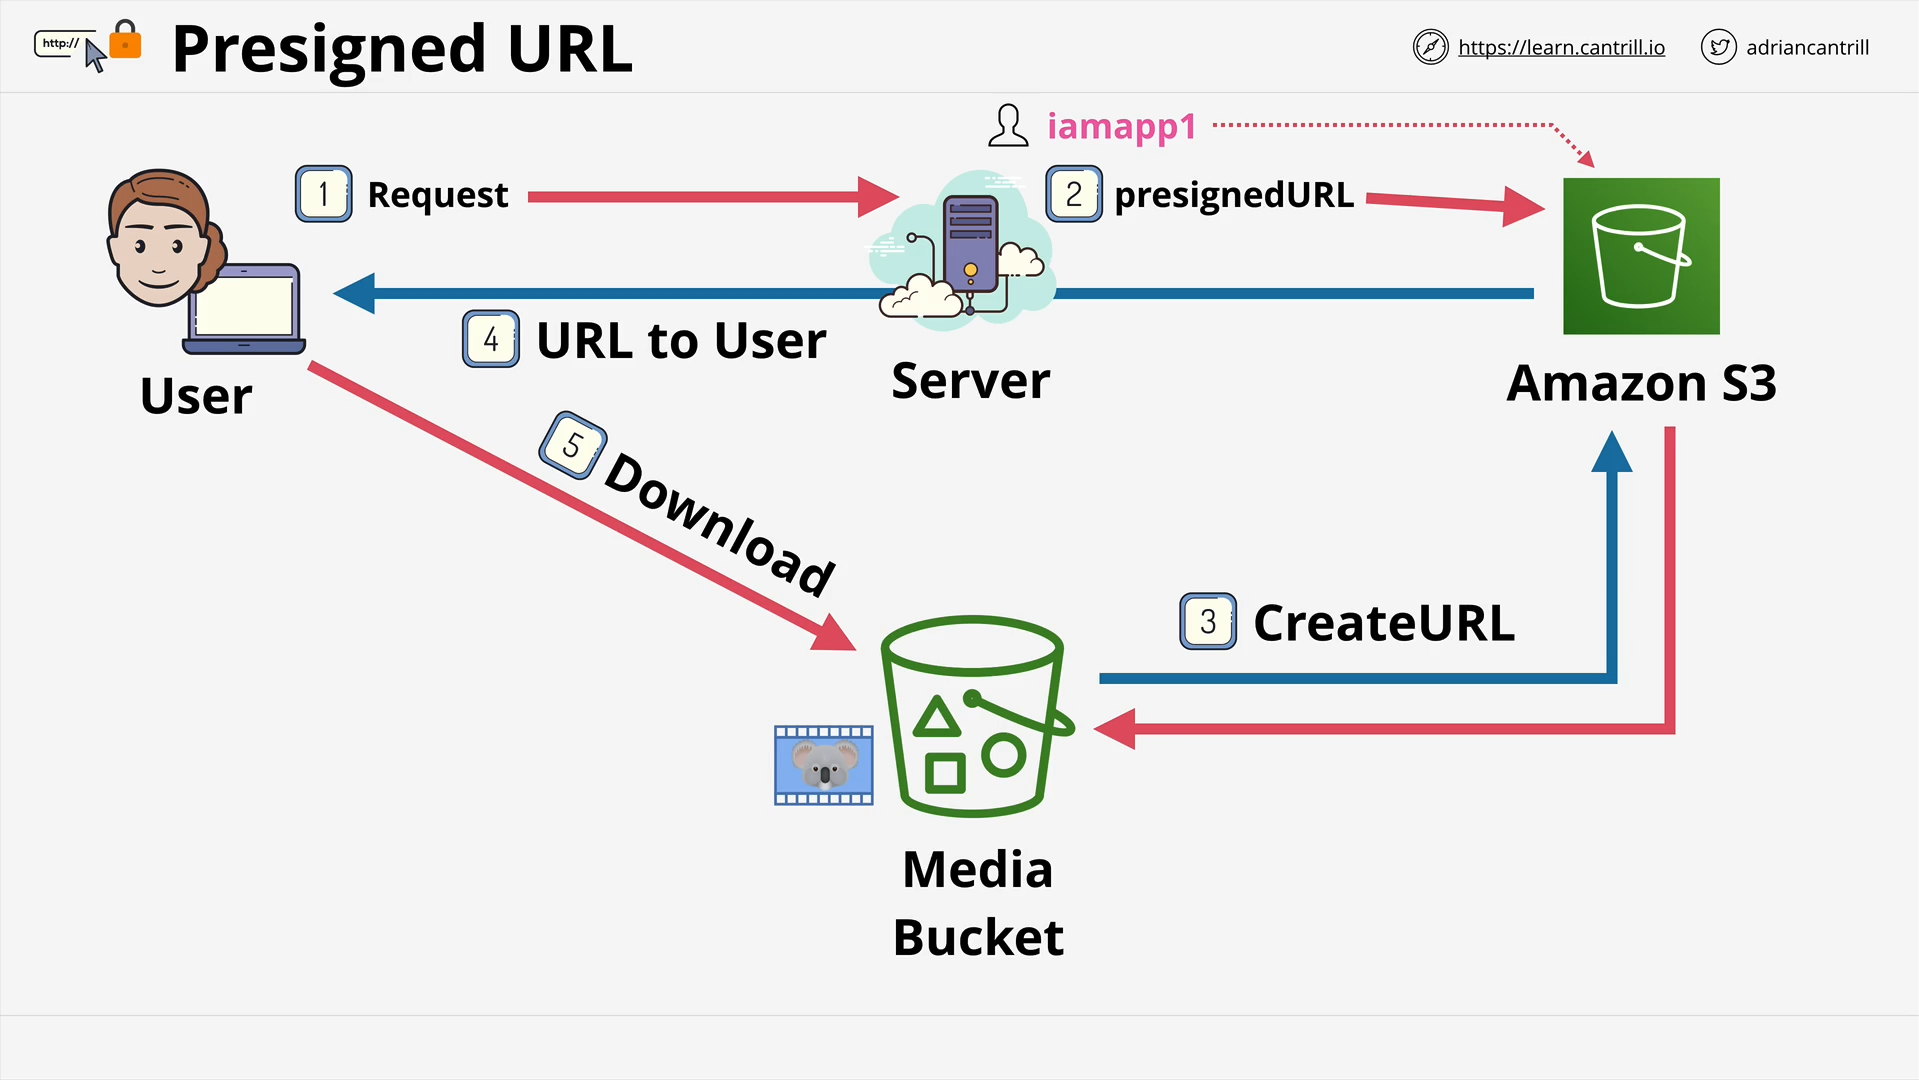 http://
Presigned URL
https://learn.cantrill.io
adriancantrill
iamapp1
1 Request
2 presignedURL
4 URL to User
User
Server
Amazon S3
5 Download
3 CreateURL
Media
Bucket